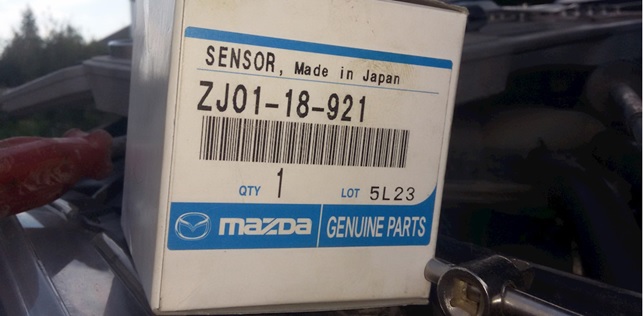 SENSOR, Made in Japan
ZJ01-18-921
QTY 1 LOT 5L23
mazda GENUINE PARTS